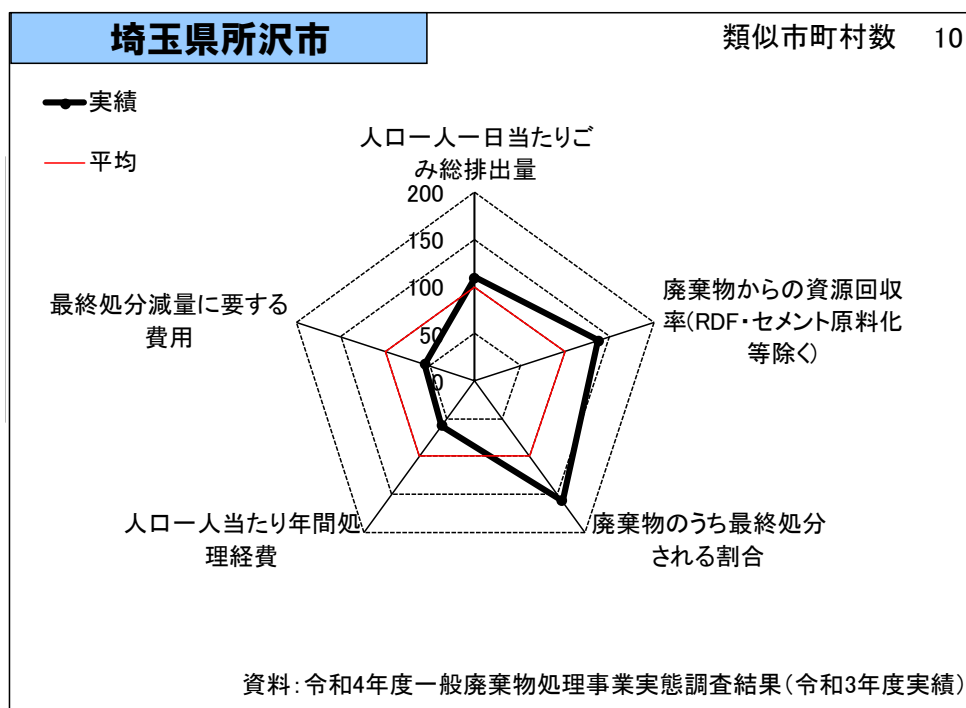 埼玉県所沢市
類似市町村数 10
実績
平均
人口一人一日当たりご
み総排出量
200
150
100
50
0
廃棄物からの資源回収
率(RDF・セメント原料化
等除く)
廃棄物のうち最終処分
される割合
人口一人当たり年間処
理経費
最終処分減量に要する
費用
資料：令和4年度一般廃棄物処理事業実態調査結果（令和3年度実績）